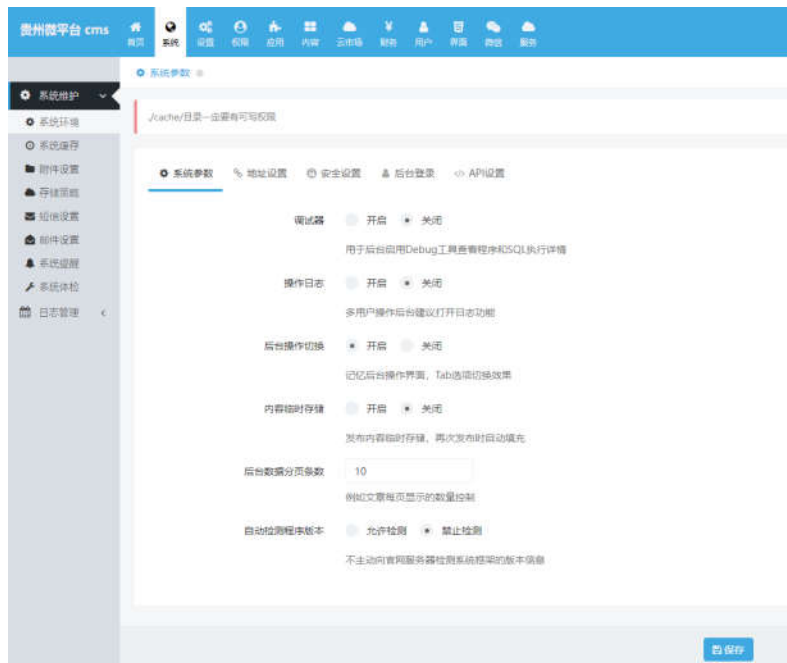 贵州微平台 cms
首页 系统 设置 权限 应用 内容 云市场 财务 用户 界面 微信 服务
系统参数
系统维护
./cache/目录一定要有可写权限
系统环境
系统缓存
附件设置
存储策略
短信设置
邮件设置
系统提醒
系统体检
日志管理
系统参数 地址设置 安全设置 后台登录 API设置
调试器 开启 关闭
用于后台启用Debug工具查看程序和SQL执行详情
操作日志 开启 关闭
多用户操作后台建议打开日志功能
后台操作切换 开启 关闭
记忆后台操作界面，Tab选项切换效果
内容临时存储 开启 关闭
发布内容临时存储，再次发布时自动填充
后台数据分页条数 10
例如文章每页显示的数量控制
自动检测程序版本 允许检测 禁止检测
不主动向官网服务器检测系统框架的版本信息
保存